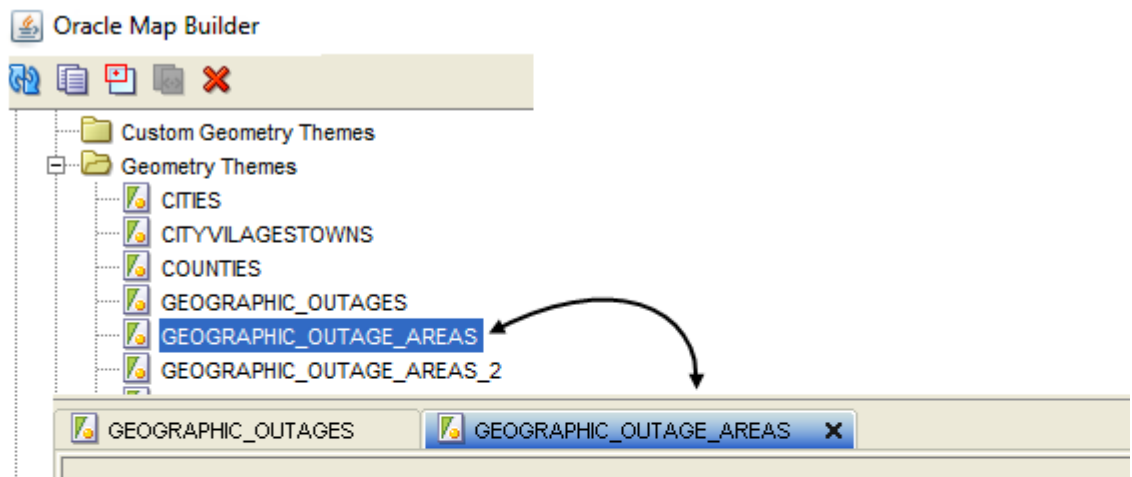 Oracle Map Builder
Custom Geometry Themes
Geometry Themes
CITIES
CITYVILAGESTOWNS
COUNTIES
GEOGRAPHIC_OUTAGES
GEOGRAPHIC_OUTAGE_AREAS
GEOGRAPHIC_OUTAGE_AREAS_2
GEOGRAPHIC_OUTAGES GEOGRAPHIC_OUTAGE_AREAS